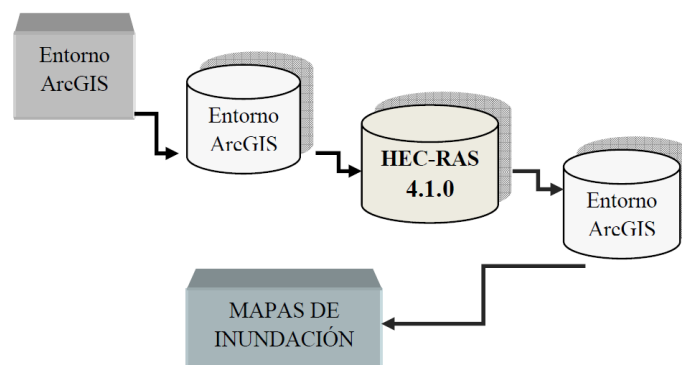 Entorno
ArcGIS
Entorno
ArcGIS
HEC-RAS
4.1.0
Entorno
ArcGIS
MAPAS DE
INUNDACIÓN